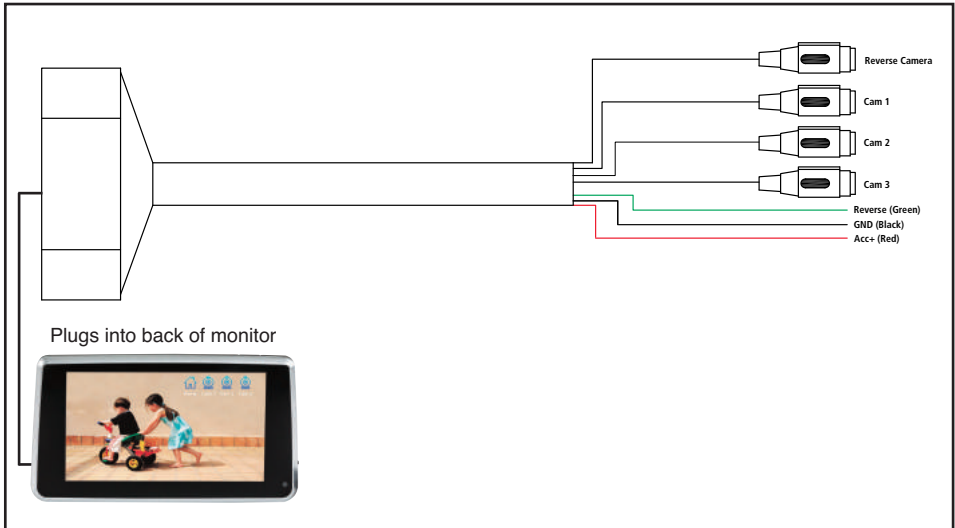 Reverse Camera
Cam 1
Cam 2
Cam 3
Reverse (Green)
GND (Black)
Acc+ (Red)
Plugs into back of monitor